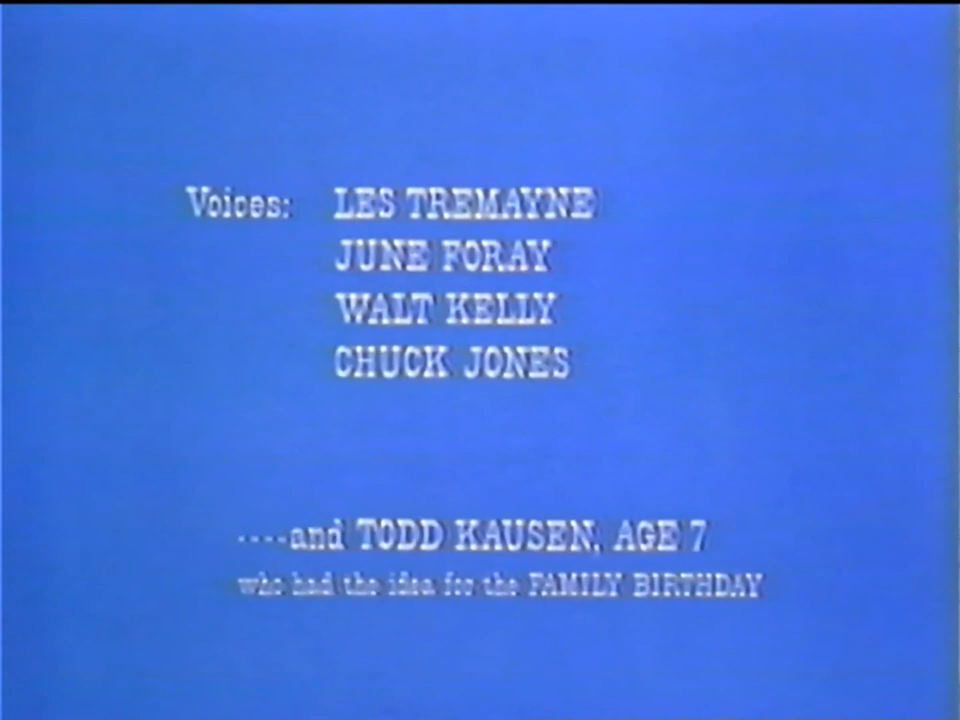 Voices: LES TREMAYNE
JUNE FORAY
WALT KELLY
CHUCK JONES
----and TODD KAUSEN, AGE 7
who had the idea for the FAMILY BIRTHDAY